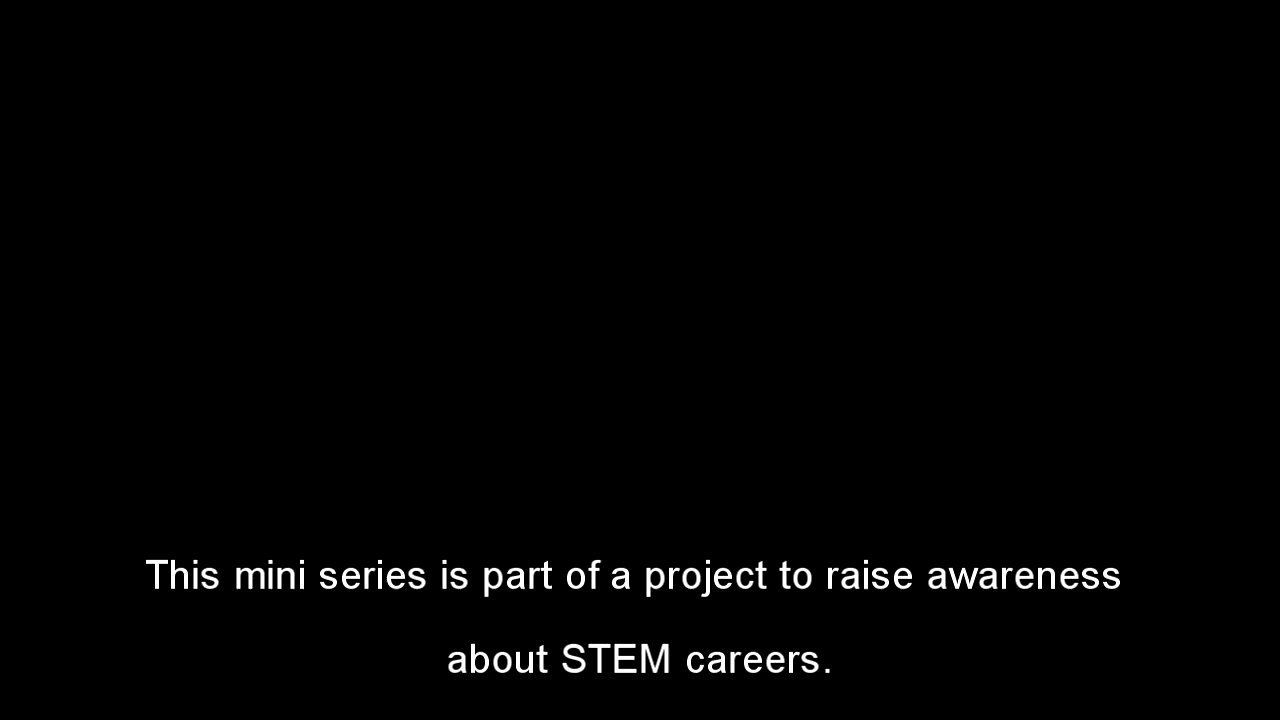 This mini series is part of a project to raise awareness
about STEM careers.